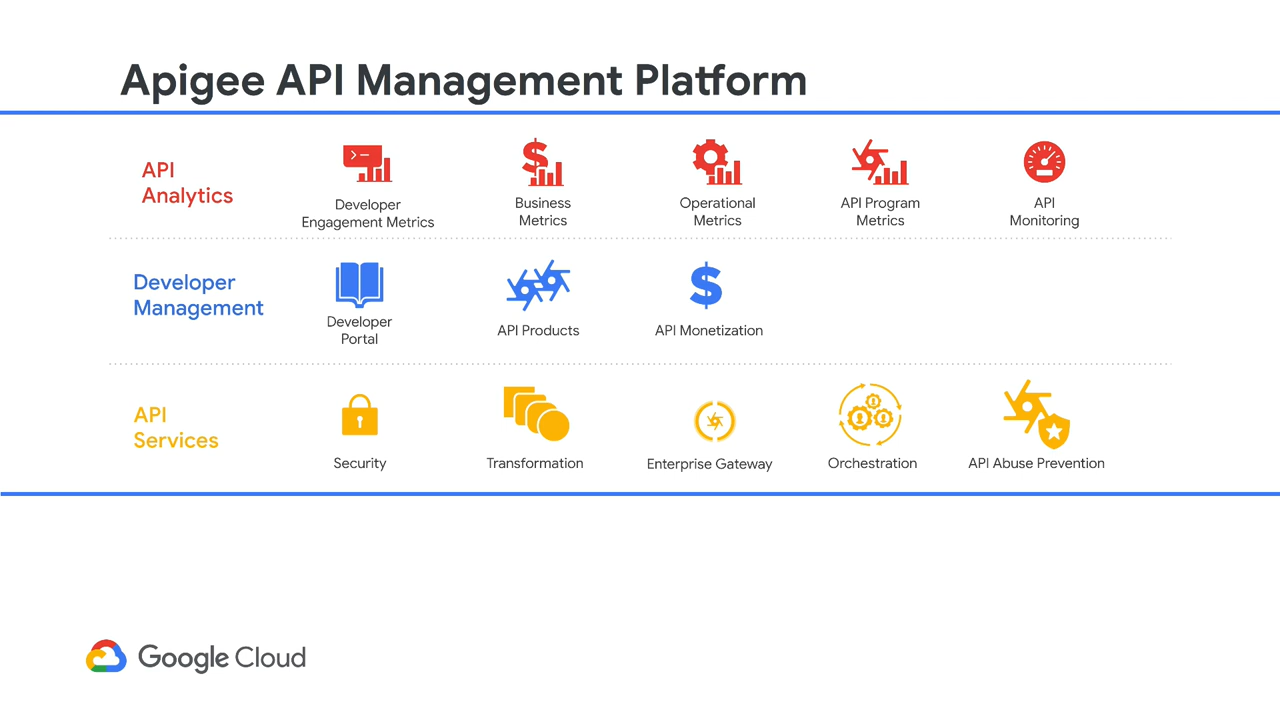 Apigee API Management Platform
API
Analytics
Developer
Engagement Metrics
Business
Metrics
Operational
Metrics
API Program
Metrics
API
Monitoring
Developer
Management
Developer
Portal
API Products
API Monetization
API
Services
Security
Transformation
Enterprise Gateway
Orchestration
API Abuse Prevention
Google Cloud